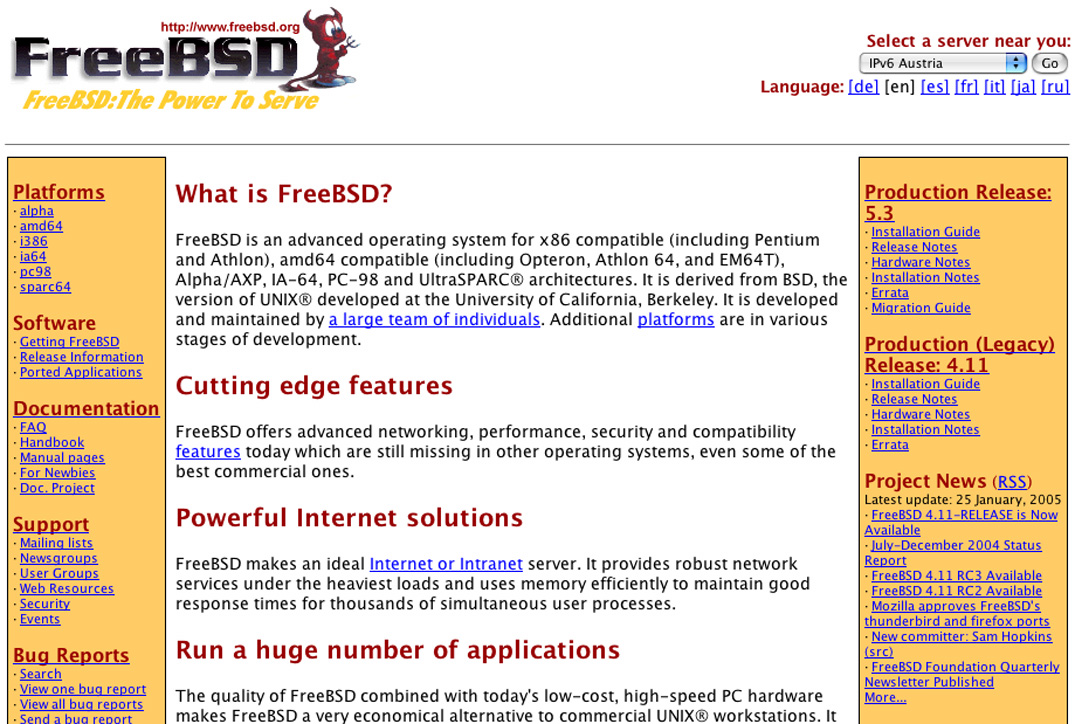 http://www.freebsd.org
FreeBSD
FreeBSD:The Power To Serve
Select a server near you:
IPv6 Austria Go
Language: [de] [en] [es] [fr] [it] [ja] [ru]
Platforms
· alpha
· amd64
· i386
· ia64
· pc98
· sparc64
Software
· Getting FreeBSD
· Release Information
· Ported Applications
Documentation
· FAQ
· Handbook
· Manual pages
· For Newbies
· Doc. Project
Support
· Mailing lists
· Newsgroups
· User Groups
· Web Resources
· Security
· Events
Bug Reports
· Search
· View one bug report
· View all bug reports
· Send a bug report
What is FreeBSD?
FreeBSD is an advanced operating system for x86 compatible (including Pentium
and Athlon), amd64 compatible (including Opteron, Athlon 64, and EM64T),
Alpha/AXP, IA-64, PC-98 and UltraSPARC® architectures. It is derived from BSD, the
version of UNIX® developed at the University of California, Berkeley. It is developed
and maintained by a large team of individuals. Additional platforms are in various
stages of development.
Cutting edge features
FreeBSD offers advanced networking, performance, security and compatibility
features today which are still missing in other operating systems, even some of the
best commercial ones.
Powerful Internet solutions
FreeBSD makes an ideal Internet or Intranet server. It provides robust network
services under the heaviest loads and uses memory efficiently to maintain good
response times for thousands of simultaneous user processes.
Run a huge number of applications
The quality of FreeBSD combined with today's low-cost, high-speed PC hardware
makes FreeBSD a very economical alternative to commercial UNIX® workstations. It
Production Release:
5.3
· Installation Guide
· Release Notes
· Hardware Notes
· Installation Notes
· Errata
· Migration Guide
Production (Legacy)
Release: 4.11
· Installation Guide
· Release Notes
· Hardware Notes
· Installation Notes
· Errata
Project News (RSS)
Latest update: 25 January, 2005
· FreeBSD 4.11-RELEASE is Now
Available
· July-December 2004 Status
Report
· FreeBSD 4.11 RC3 Available
· FreeBSD 4.11 RC2 Available
· Mozilla approves FreeBSD's
thunderbird and firefox ports
· New committer: Sam Hopkins
(src)
· FreeBSD Foundation Quarterly
Newsletter Published
More...